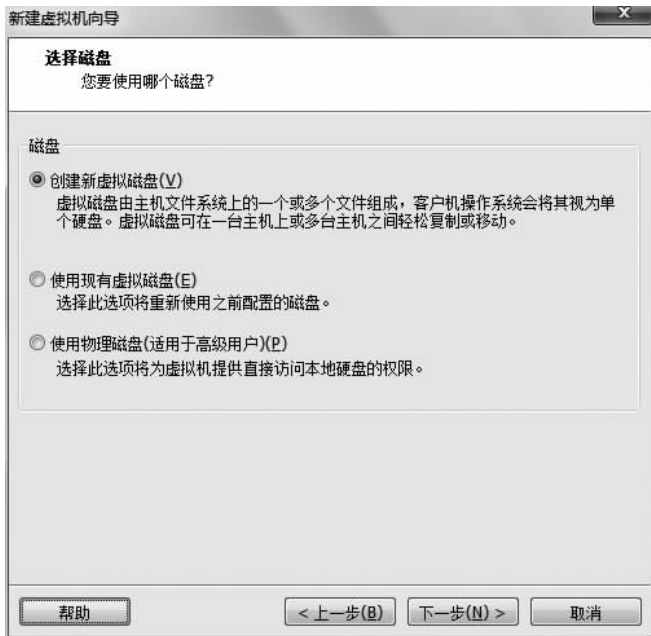 新建虚拟机向导
X
选择磁盘
您要使用哪个磁盘?
磁盘
创建新虚拟磁盘(V)
虚拟磁盘由主机文件系统上的一个或多个文件组成，客户机操作系统会将其视为单
个硬盘。虚拟磁盘可在一台主机上或多台主机之间轻松复制或移动。
使用现有虚拟磁盘(E)
选择此选项将重新使用之前配置的磁盘。
使用物理磁盘(适用于高级用户)(P)
选择此选项将为虚拟机提供直接访问本地硬盘的权限。
帮助
< 上一步(B)
下一步(N) >
取消